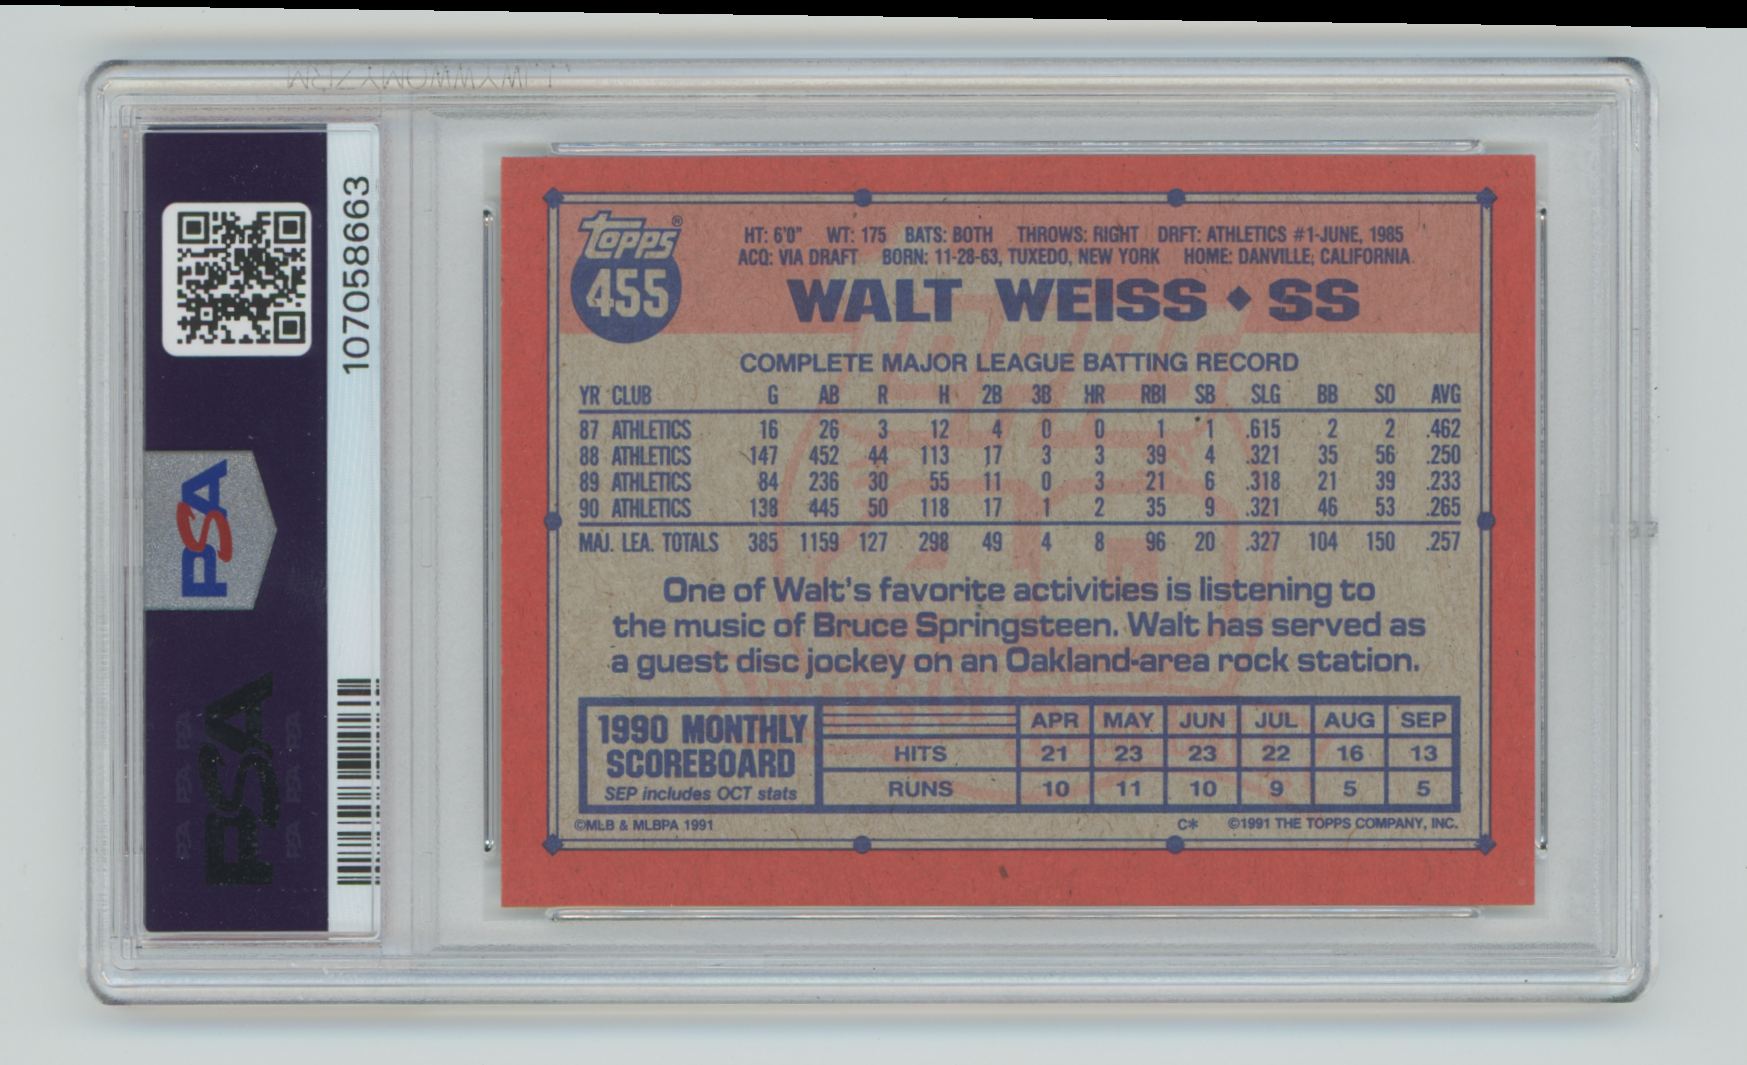 107058663
PSA
PSA
topps®
455
HT: 6'0" WT: 175 BATS: BOTH THROWS: RIGHT DRFT: ATHLETICS #1-JUNE, 1985
ACQ: VIA DRAFT BORN: 11-28-63, TUXEDO, NEW YORK HOME: DANVILLE, CALIFORNIA
WALT WEISS ◆ SS
COMPLETE MAJOR LEAGUE BATTING RECORD
YR CLUB G AB R H 2B 3B HR RBI SB SLG BB SO AVG
87 ATHLETICS 16 26 3 12 4 0 0 1 1 .615 2 2 .462
88 ATHLETICS 147 452 44 113 17 3 3 39 4 .321 35 56 .250
89 ATHLETICS 84 236 30 55 11 0 3 21 6 .318 21 39 .233
90 ATHLETICS 138 445 50 118 17 1 2 35 9 .321 46 53 .265
MAJ. LEA. TOTALS 385 1159 127 298 49 4 8 96 20 .327 104 150 .257
One of Walt's favorite activities is listening to
the music of Bruce Springsteen. Walt has served as
a guest disc jockey on an Oakland-area rock station.
1990 MONTHLY
SCOREBOARD
SEP includes OCT stats
APR MAY JUN JUL AUG SEP
HITS 21 23 23 22 16 13
RUNS 10 11 10 9 5 5
©MLB & MLBPA 1991 C* ©1991 THE TOPPS COMPANY, INC.